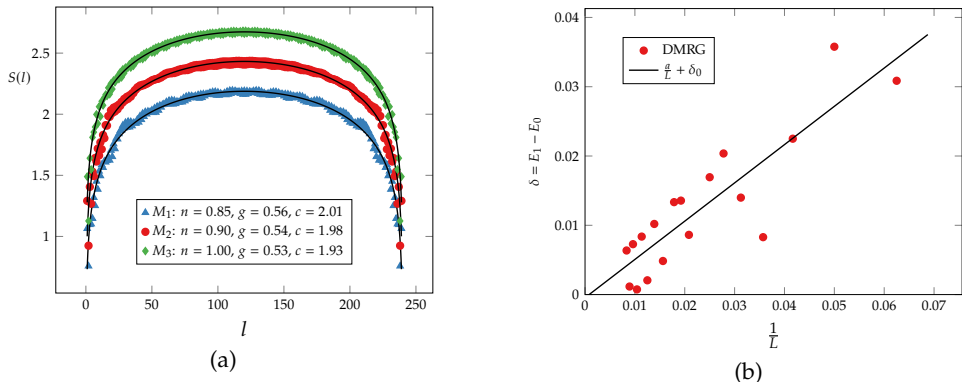 2.5
S(l)
2
1.5
1
M₁: n = 0.85, g = 0.56, c = 2.01
M₂: n = 0.90, g = 0.54, c = 1.98
M₃: n = 1.00, g = 0.53, c = 1.93
0 50 100 150 200 250
l
(a)
0.04
0.03
0.02
0.01
0
δ = E₁ − E₀
DMRG
a/L + δ₀
0 0.01 0.02 0.03 0.04 0.05 0.06 0.07
1/L
(b)